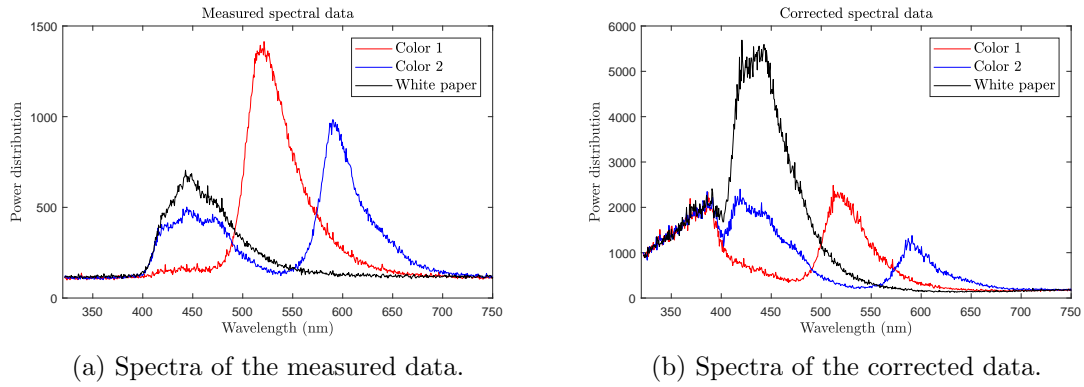 Measured spectral data
1500
1000
500
0
Power distribution
Color 1
Color 2
White paper
350 400 450 500 550 600 650 700 750
Wavelength (nm)
(a) Spectra of the measured data.
Corrected spectral data
6000
5000
4000
3000
2000
1000
0
Power distribution
Color 1
Color 2
White paper
350 400 450 500 550 600 650 700 750
Wavelength (nm)
(b) Spectra of the corrected data.